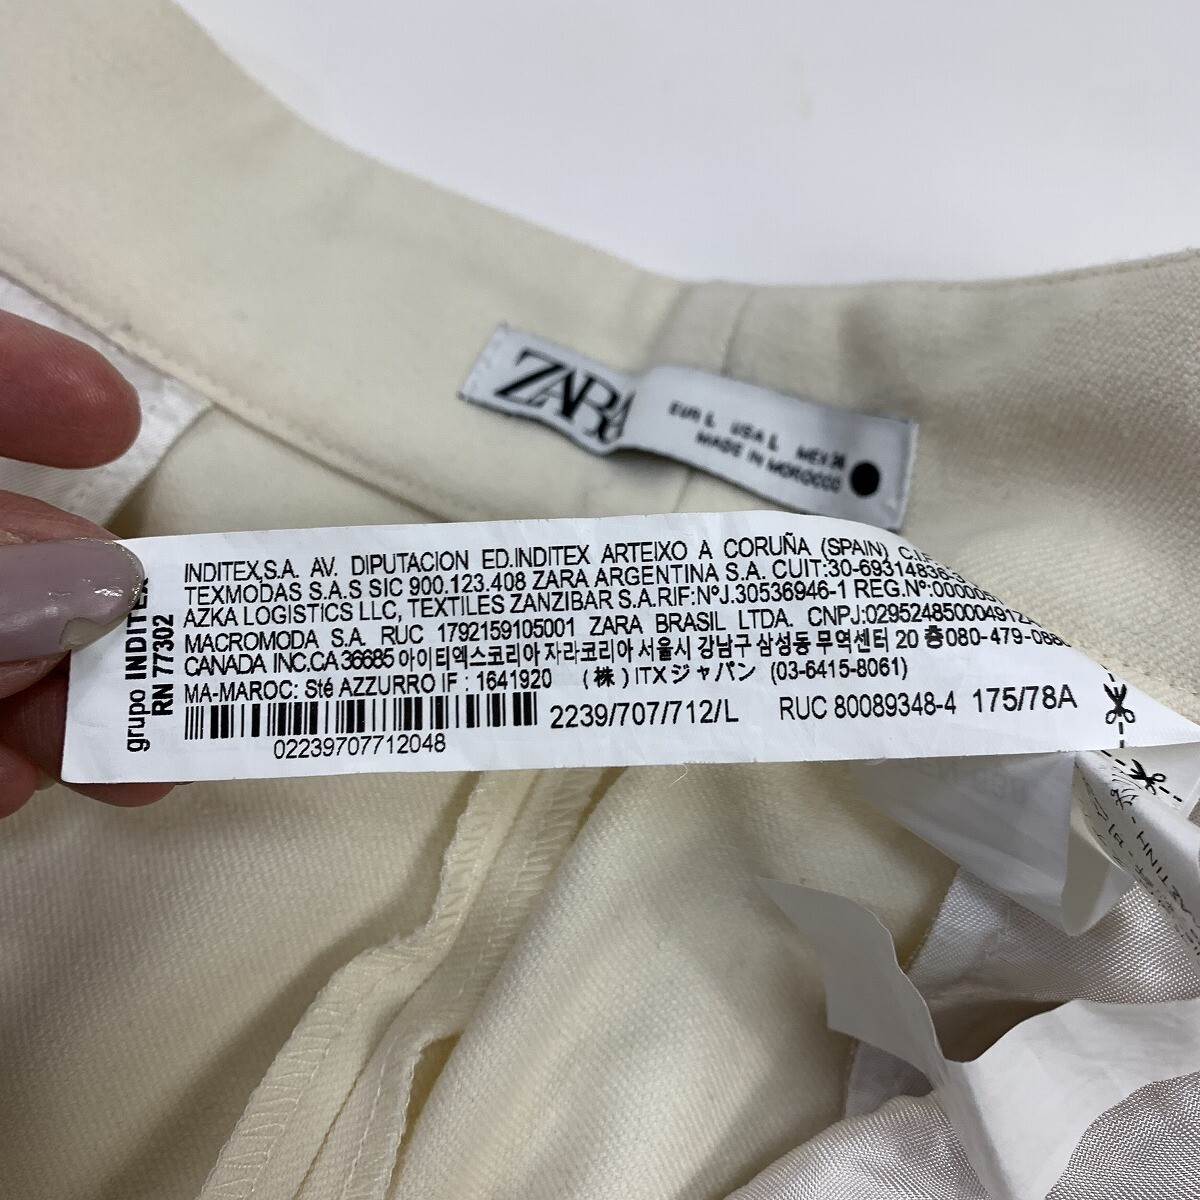 ZARA
EUR L USA L MEX
MADE IN MOROCCO
grupo INDITEX
RN 77302
INDITEX,S.A. AV. DIPUTACION ED.INDITEX ARTEIXO A CORUÑA (SPAIN)
TEXMODAS S.A.S SIC 900.123.408 ZARA ARGENTINA S.A. CUIT:30-69314836-
AZKA LOGISTICS LLC, TEXTILES ZANZIBAR S.A.RIF:NºJ.30536946-1 REG.Nº:
MACROMODA S.A. RUC 1792159105001 ZARA BRASIL LTDA. CNPJ:
CANADA INC.CA 36685 아이티엑스코리아 자라코리아 서울시 강남구 삼성동 무역센터 20 층080-479-
MA-MAROC: Sté AZZURRO IF : 1641920 (株) ITXジャパン (03-6415-8061)
2239/707/712/L RUC 80089348-4 175/78A
02239707712048